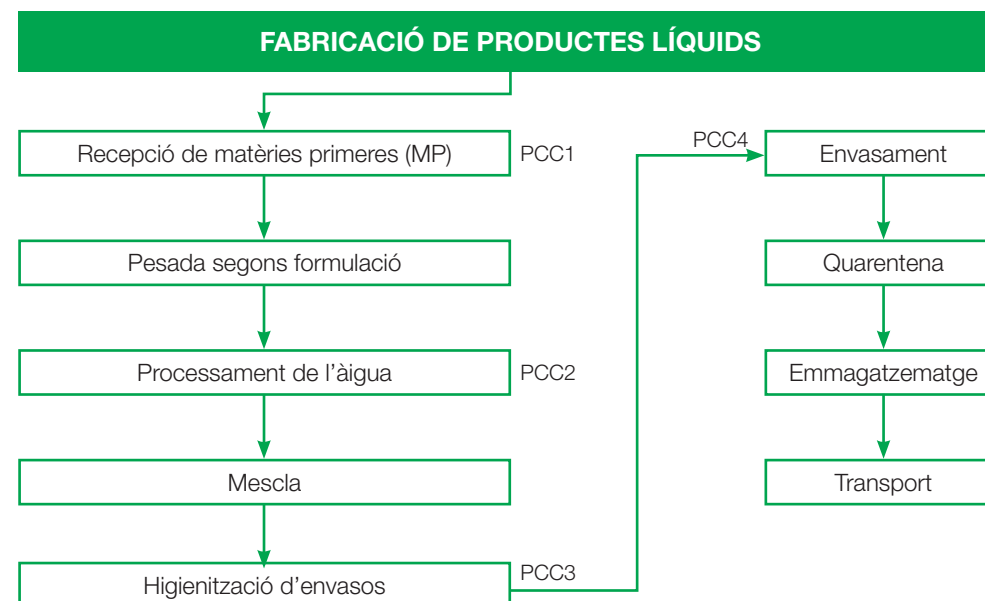 FABRICACIÓ DE PRODUCTES LÍQUIDS
Recepció de matèries primeres (MP)
PCC1
Pesada segons formulació
Processament de l'àigua
PCC2
Mescla
Higienització d'envasos
PCC3
PCC4
Envasament
Quarentena
Emmagatzematge
Transport